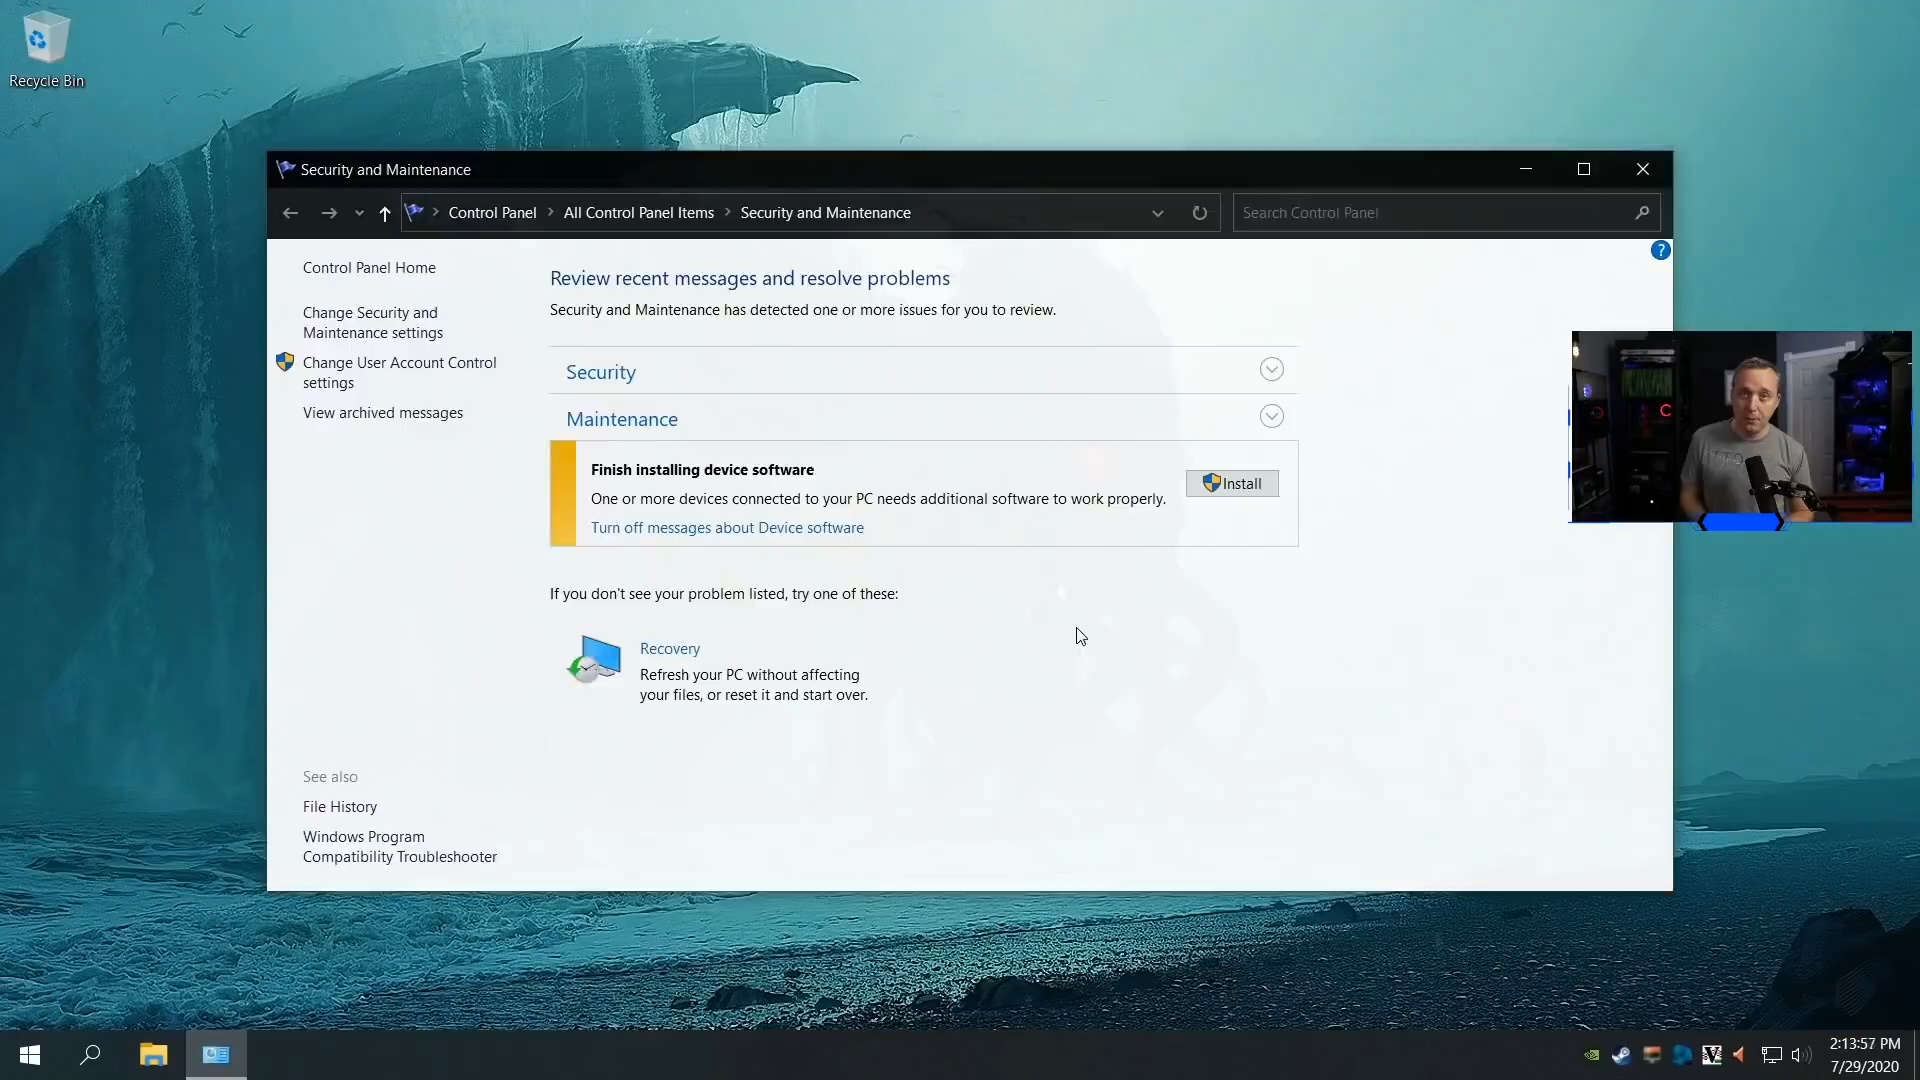 Recycle Bin
Security and Maintenance
Control Panel
All Control Panel Items
Security and Maintenance
Search Control Panel
?
Control Panel Home
Change Security and
Maintenance settings
Change User Account Control
settings
View archived messages
Review recent messages and resolve problems
Security and Maintenance has detected one or more issues for you to review.
Security
Maintenance
Finish installing device software
One or more devices connected to your PC needs additional software to work properly.
Turn off messages about Device software
Install
If you don't see your problem listed, try one of these:
Recovery
Refresh your PC without affecting
your files, or reset it and start over.
See also
File History
Windows Program
Compatibility Troubleshooter
2:13:57 PM
7/29/2020